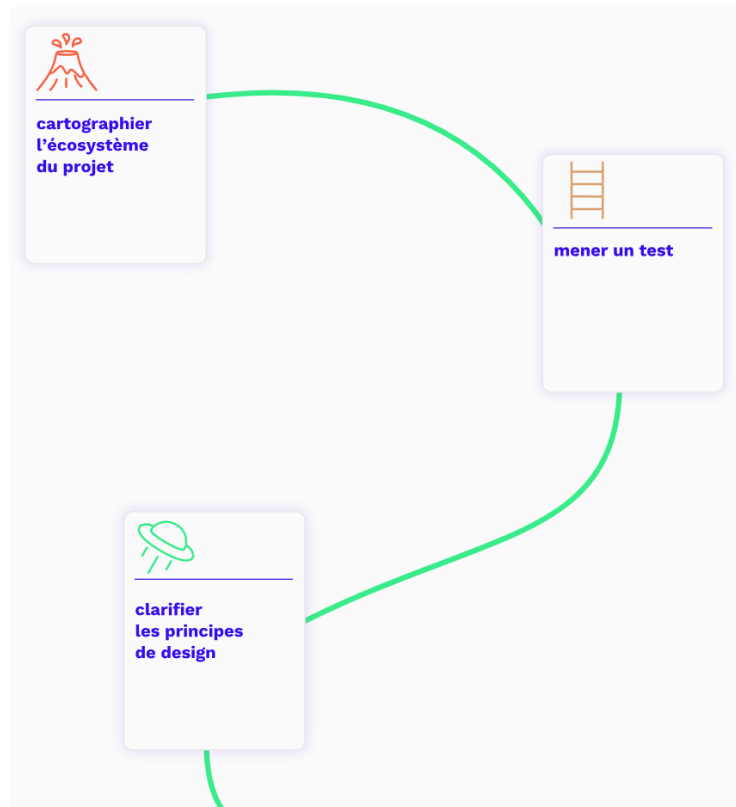 cartographier
l’écosystème
du projet
mener un test
clarifier
les principes
de design